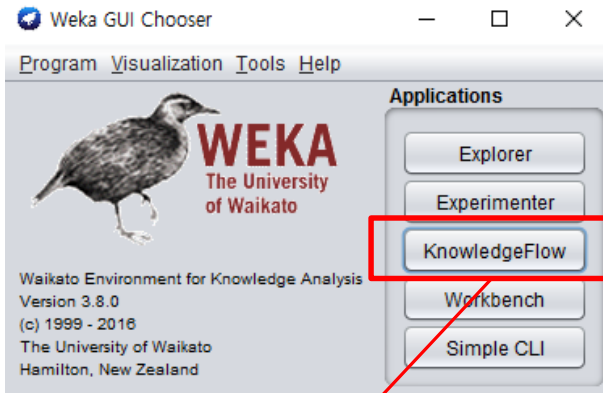 Weka GUI Chooser
Program Visualization Tools Help
WEKA
The University
of Waikato
Waikato Environment for Knowledge Analysis
Version 3.8.0
(c) 1999 - 2016
The University of Waikato
Hamilton, New Zealand
Applications
Explorer
Experimenter
KnowledgeFlow
Workbench
Simple CLI